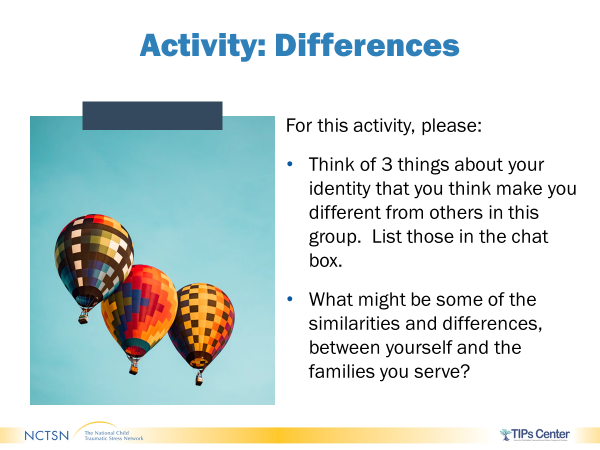 Activity: Differences
For this activity, please:
• Think of 3 things about your
identity that you think make you
different from others in this
group.  List those in the chat
box.
• What might be some of the
similarities and differences,
between yourself and the
families you serve?
NCTSN
The National Child
Traumatic Stress Network
TIPs Center